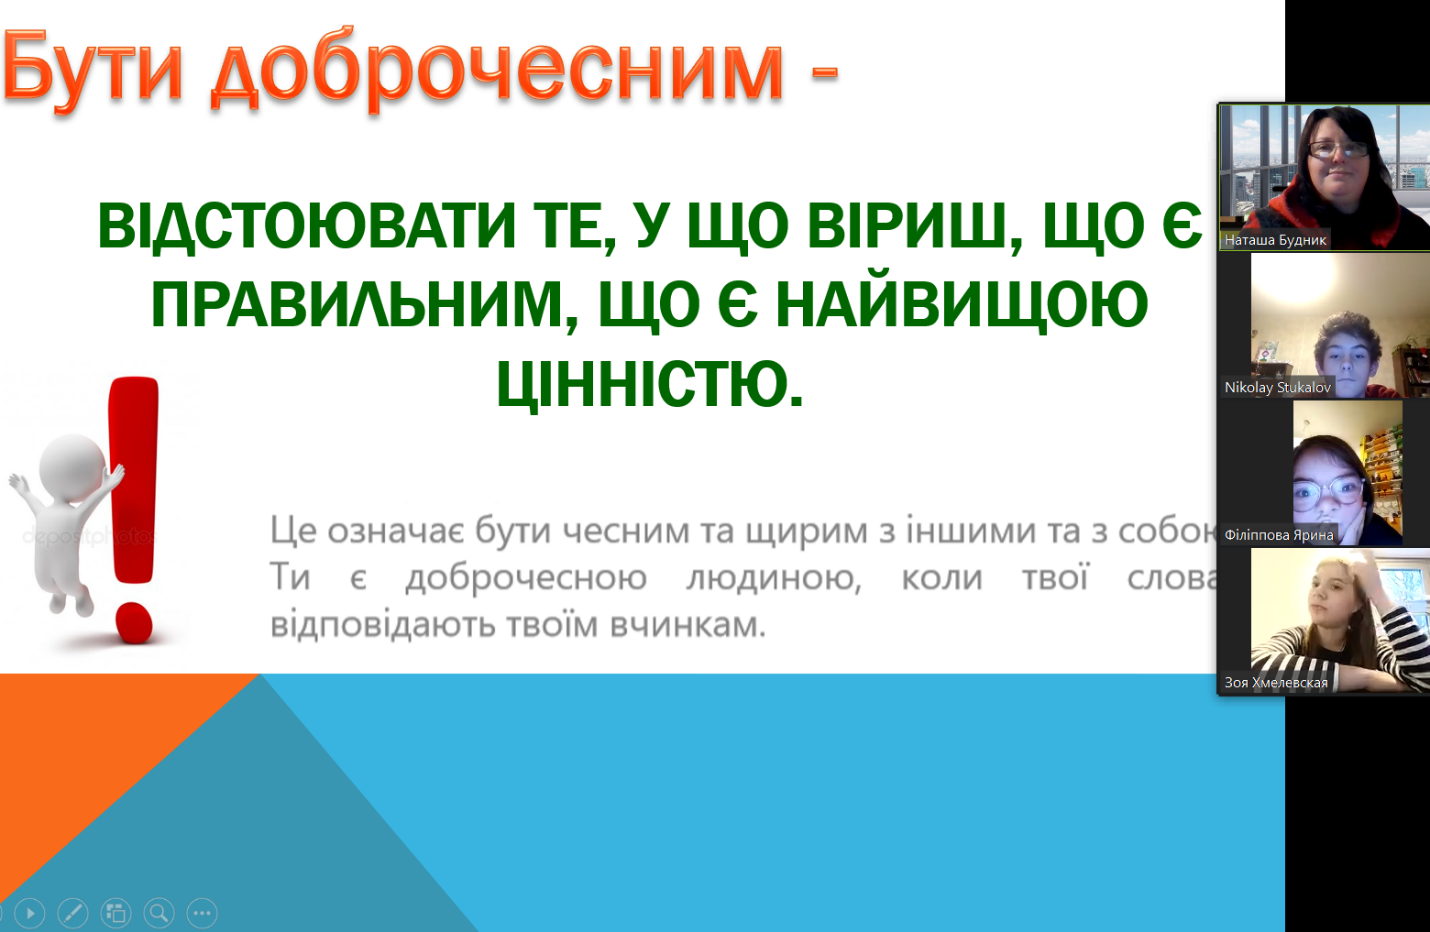 Бути доброчесним -
ВІДСТОЮВАТИ ТЕ, У ЩО ВІРИШ, ЩО Є
ПРАВИЛЬНИМ, ЩО Є НАЙВИЩОЮ
ЦІННІСТЮ.
Це означає бути чесним та щирим з іншими та з собою
Ти є доброчесною людиною, коли твої слова
відповідають твоїм вчинкам.
depositphotos
Наташа Будник
Nikolay Stukalov
Філіппова Ярина
Зоя Хмелевская